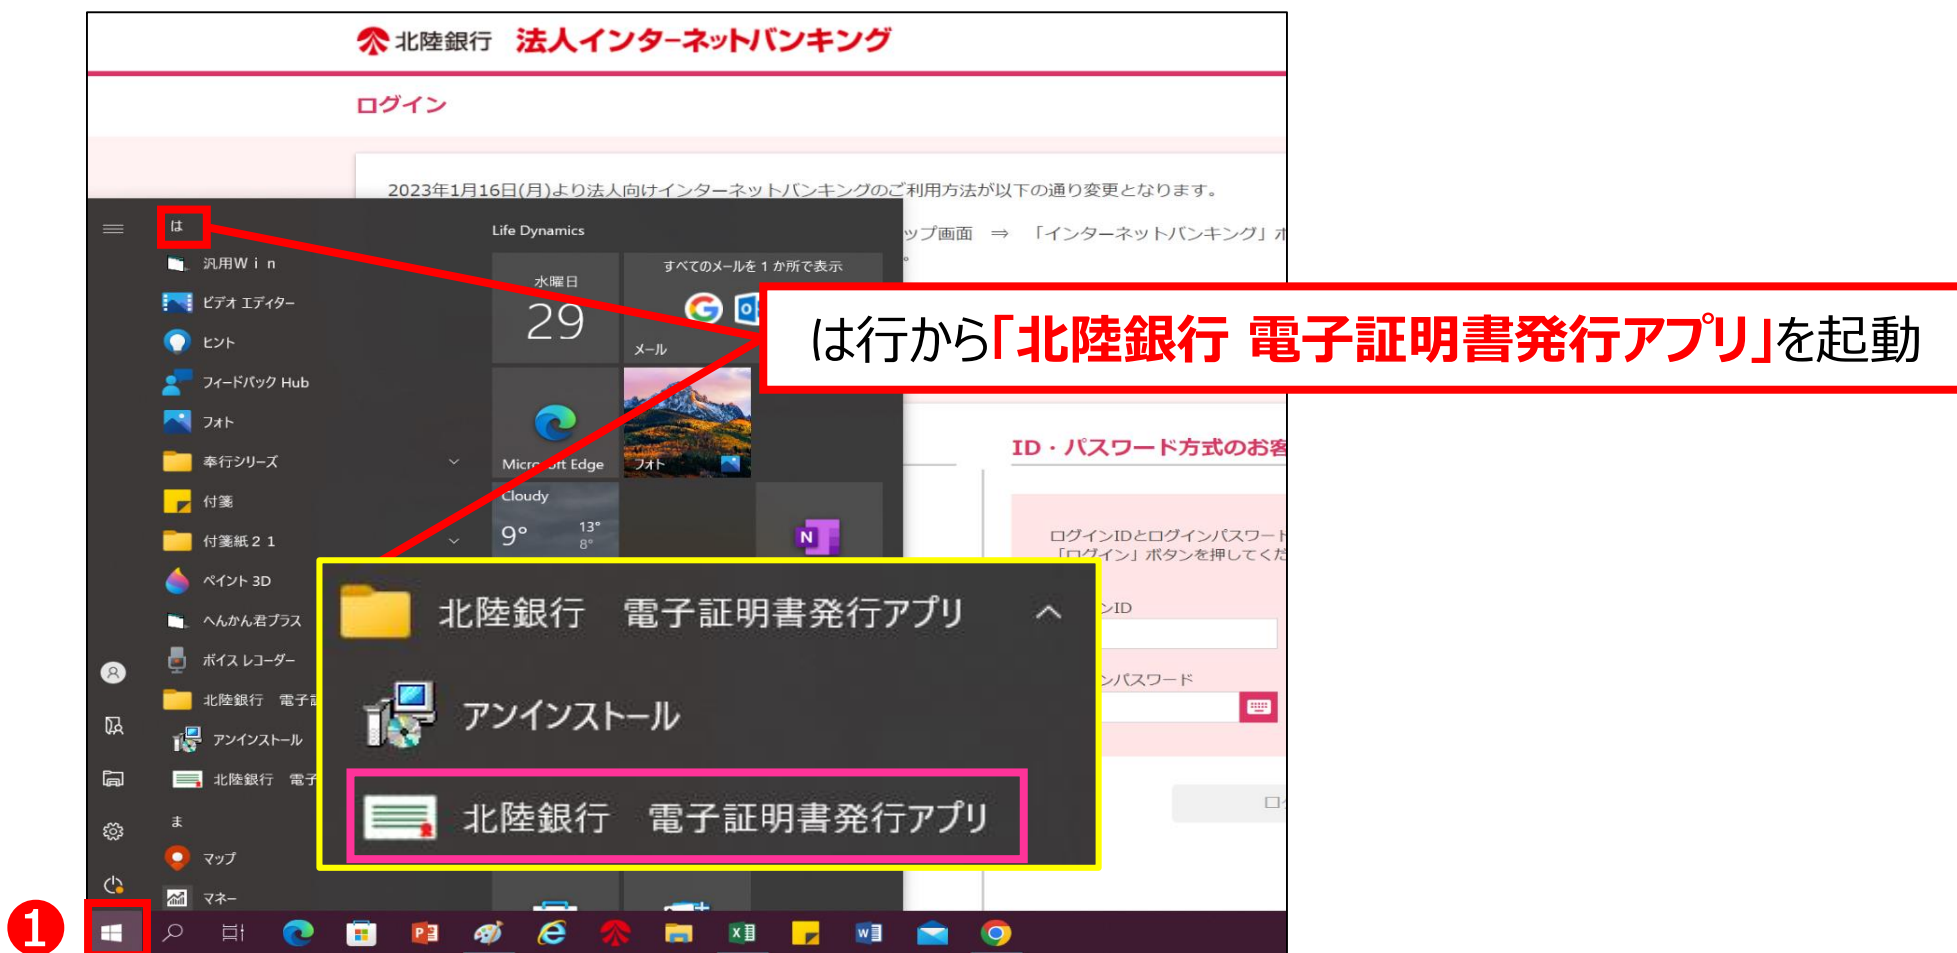 北陸銀行 法人インターネットバンキング
ログイン
2023年1月16日(月)より法人向けインターネットバンキングのご利用方法が以下の通り変更となります。
ップ画面 ⇒ 「インターネットバンキング」ボ
。
は
汎用Ｗｉｎ
ビデオ エディター
ヒント
フィードバック Hub
フォト
奉行シリーズ
付箋
付箋紙２１
ペイント 3D
へんかん君プラス
ボイス レコーダー
北陸銀行 電子証
アンインストール
北陸銀行 電子
ま
マップ
マネー
Life Dynamics
水曜日
29
すべてのメールを 1 か所で表示
メール
Microsoft Edge
フォト
Cloudy
9°
13°
8°
は行から「北陸銀行 電子証明書発行アプリ」を起動
北陸銀行 電子証明書発行アプリ
アンインストール
北陸銀行 電子証明書発行アプリ
ID・パスワード方式のお客
ログインIDとログインパスワード
「ログイン」ボタンを押してくだ
ンID
ンパスワード
ログ
1